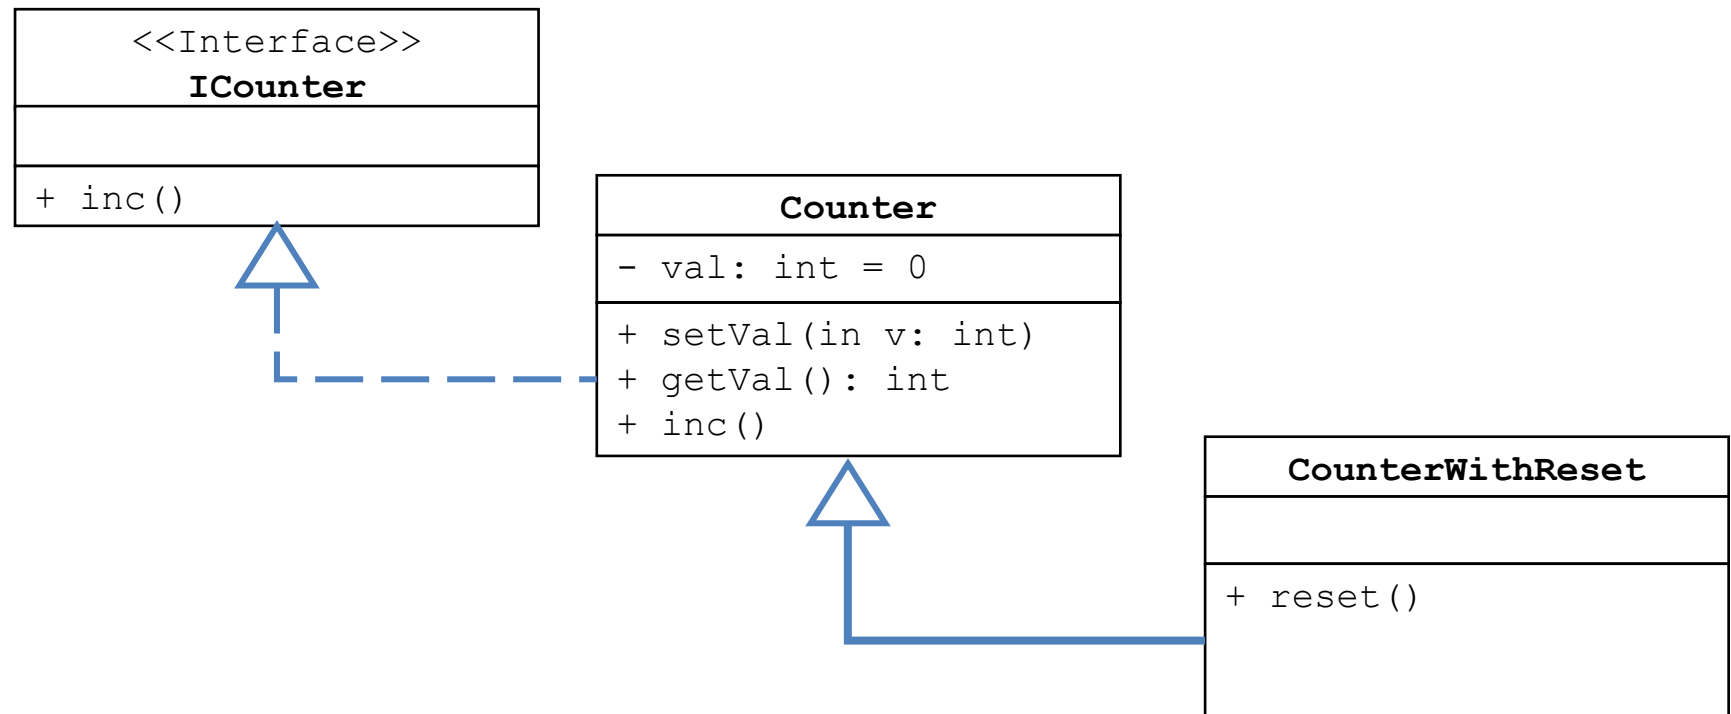 <<Interface>>
ICounter
+ inc()
Counter
- val: int = 0
+ setVal(in v: int)
+ getVal(): int
+ inc()
CounterWithReset
+ reset()